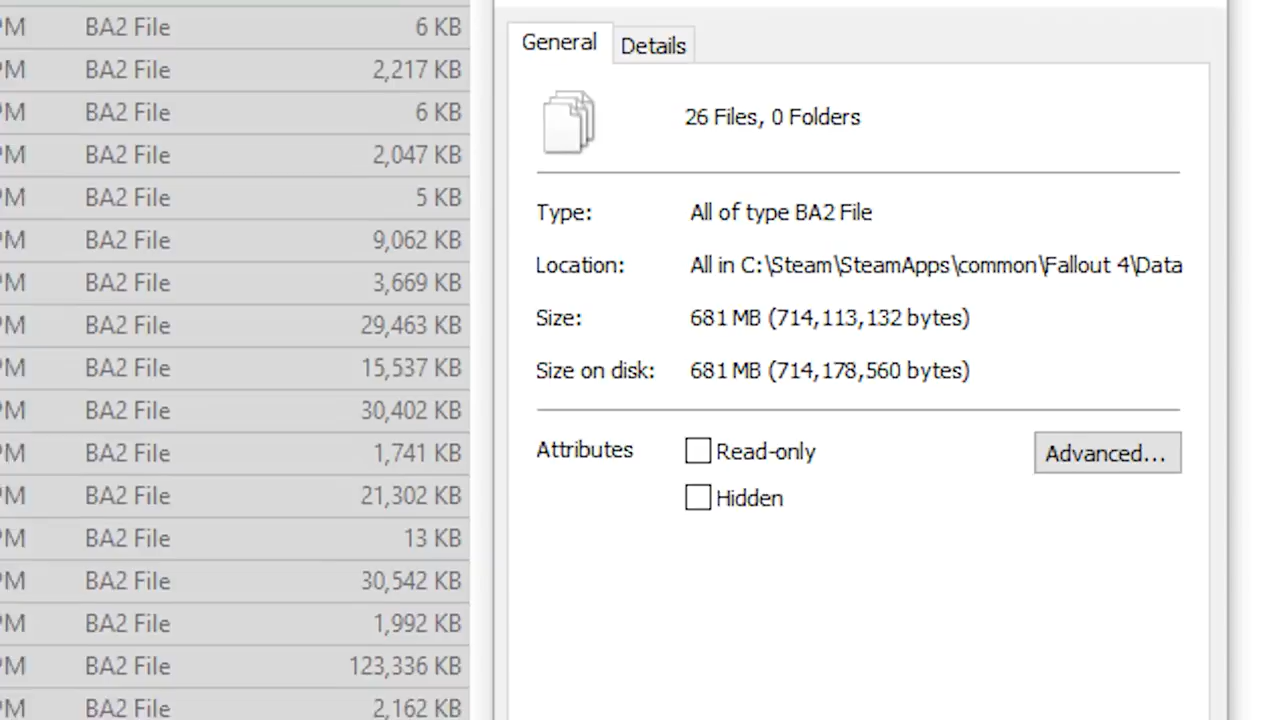 PM BA2 File 6 KB
PM BA2 File 2,217 KB
PM BA2 File 6 KB
PM BA2 File 2,047 KB
PM BA2 File 5 KB
PM BA2 File 9,062 KB
PM BA2 File 3,669 KB
PM BA2 File 29,463 KB
PM BA2 File 15,537 KB
PM BA2 File 30,402 KB
PM BA2 File 1,741 KB
PM BA2 File 21,302 KB
PM BA2 File 13 KB
PM BA2 File 30,542 KB
PM BA2 File 1,992 KB
PM BA2 File 123,336 KB
PM BA2 File 2,162 KB
General Details
26 Files, 0 Folders
Type: All of type BA2 File
Location: All in C:\Steam\SteamApps\common\Fallout 4\Data
Size: 681 MB (714,113,132 bytes)
Size on disk: 681 MB (714,178,560 bytes)
Attributes Read-only Advanced...
Hidden